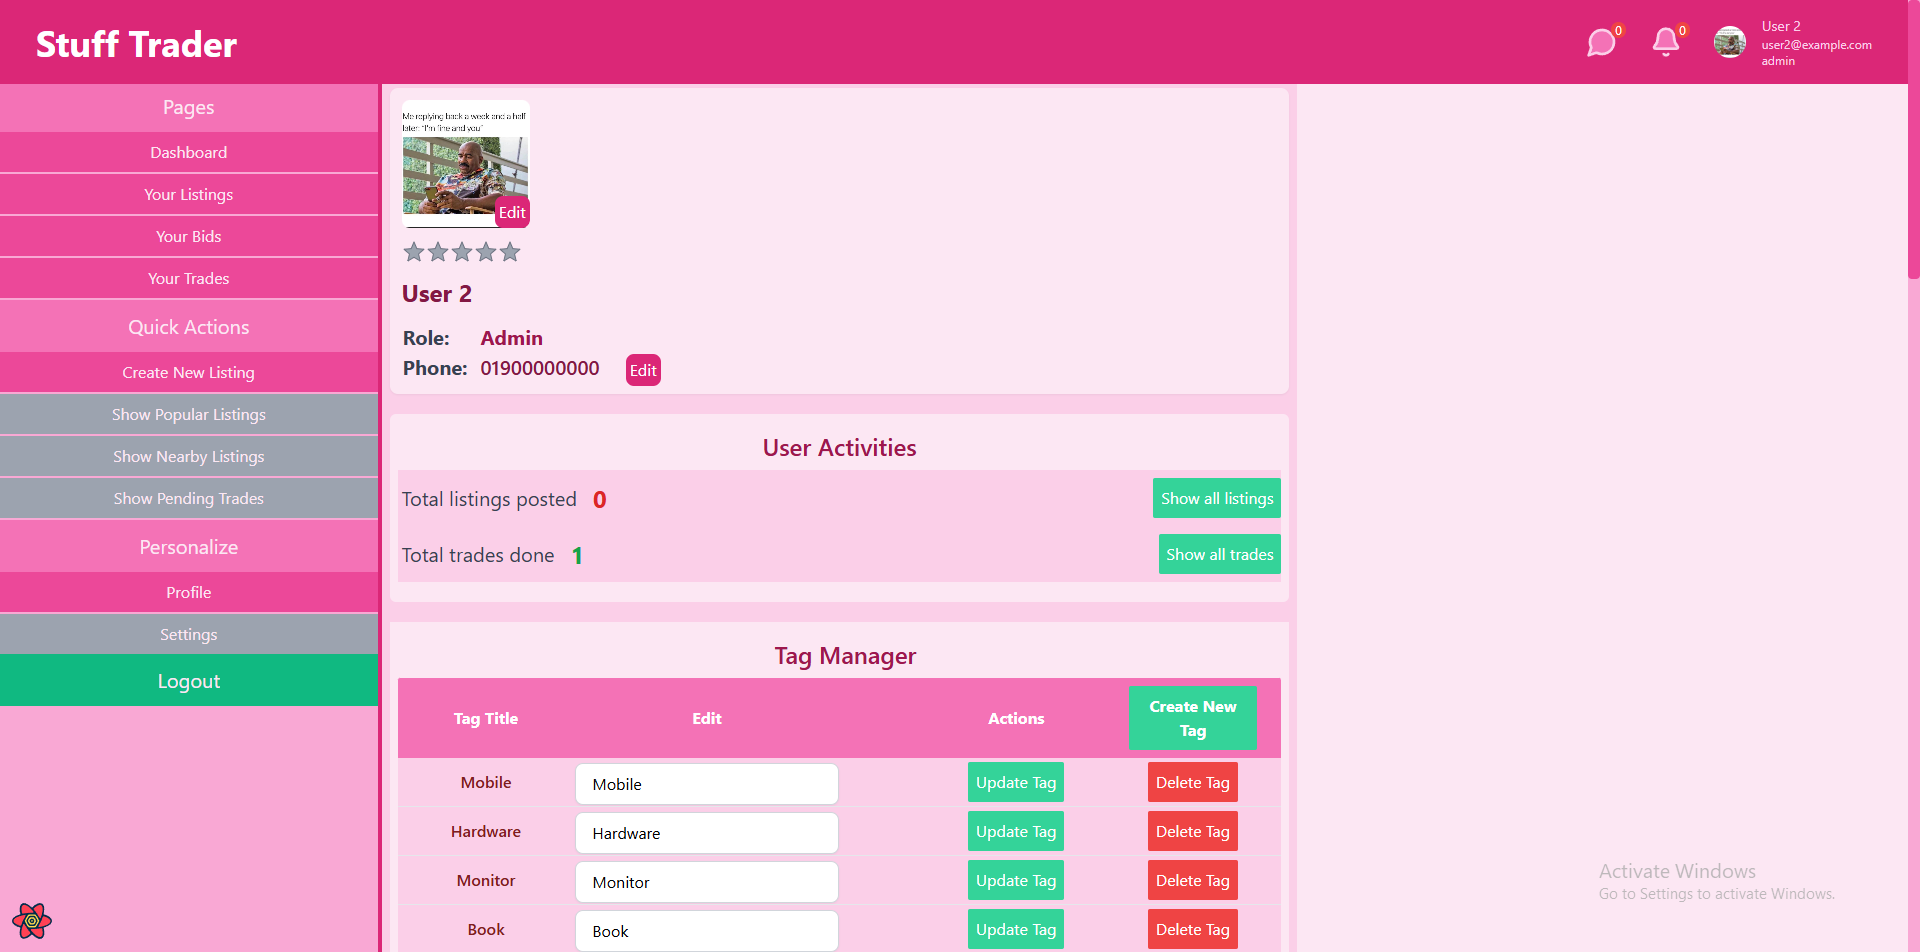 Stuff Trader
0
0
User 2
user2@example.com
admin
Pages
Dashboard
Your Listings
Your Bids
Your Trades
Quick Actions
Create New Listing
Show Popular Listings
Show Nearby Listings
Show Pending Trades
Personalize
Profile
Settings
Logout
Me replying back a week and a half
later: "I'm fine and you"
Edit
User 2
Role: Admin
Phone: 01900000000 Edit
User Activities
Total listings posted 0 Show all listings
Total trades done 1 Show all trades
Tag Manager
Tag Title Edit Actions Create New
Tag
Mobile Mobile Update Tag Delete Tag
Hardware Hardware Update Tag Delete Tag
Monitor Monitor Update Tag Delete Tag
Book Book Update Tag Delete Tag
Activate Windows
Go to Settings to activate Windows.